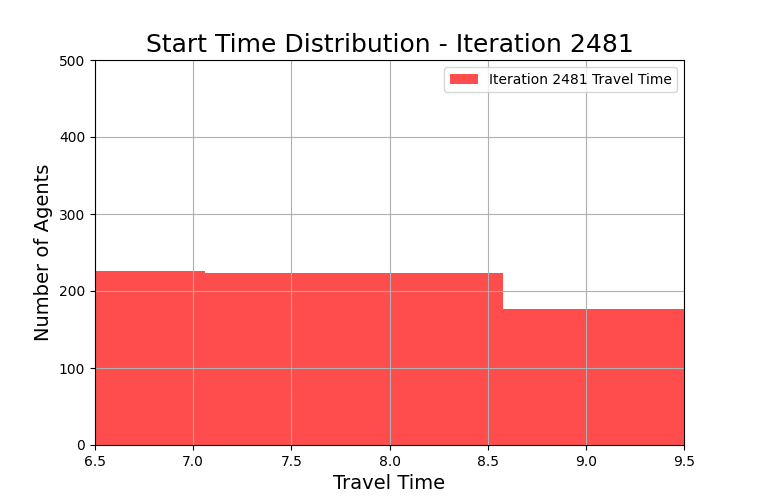 Start Time Distribution - Iteration 2481
500
Iteration 2481 Travel Time
400
300
200
100
0
Number of Agents
6.5 7.0 7.5 8.0 8.5 9.0 9.5
Travel Time